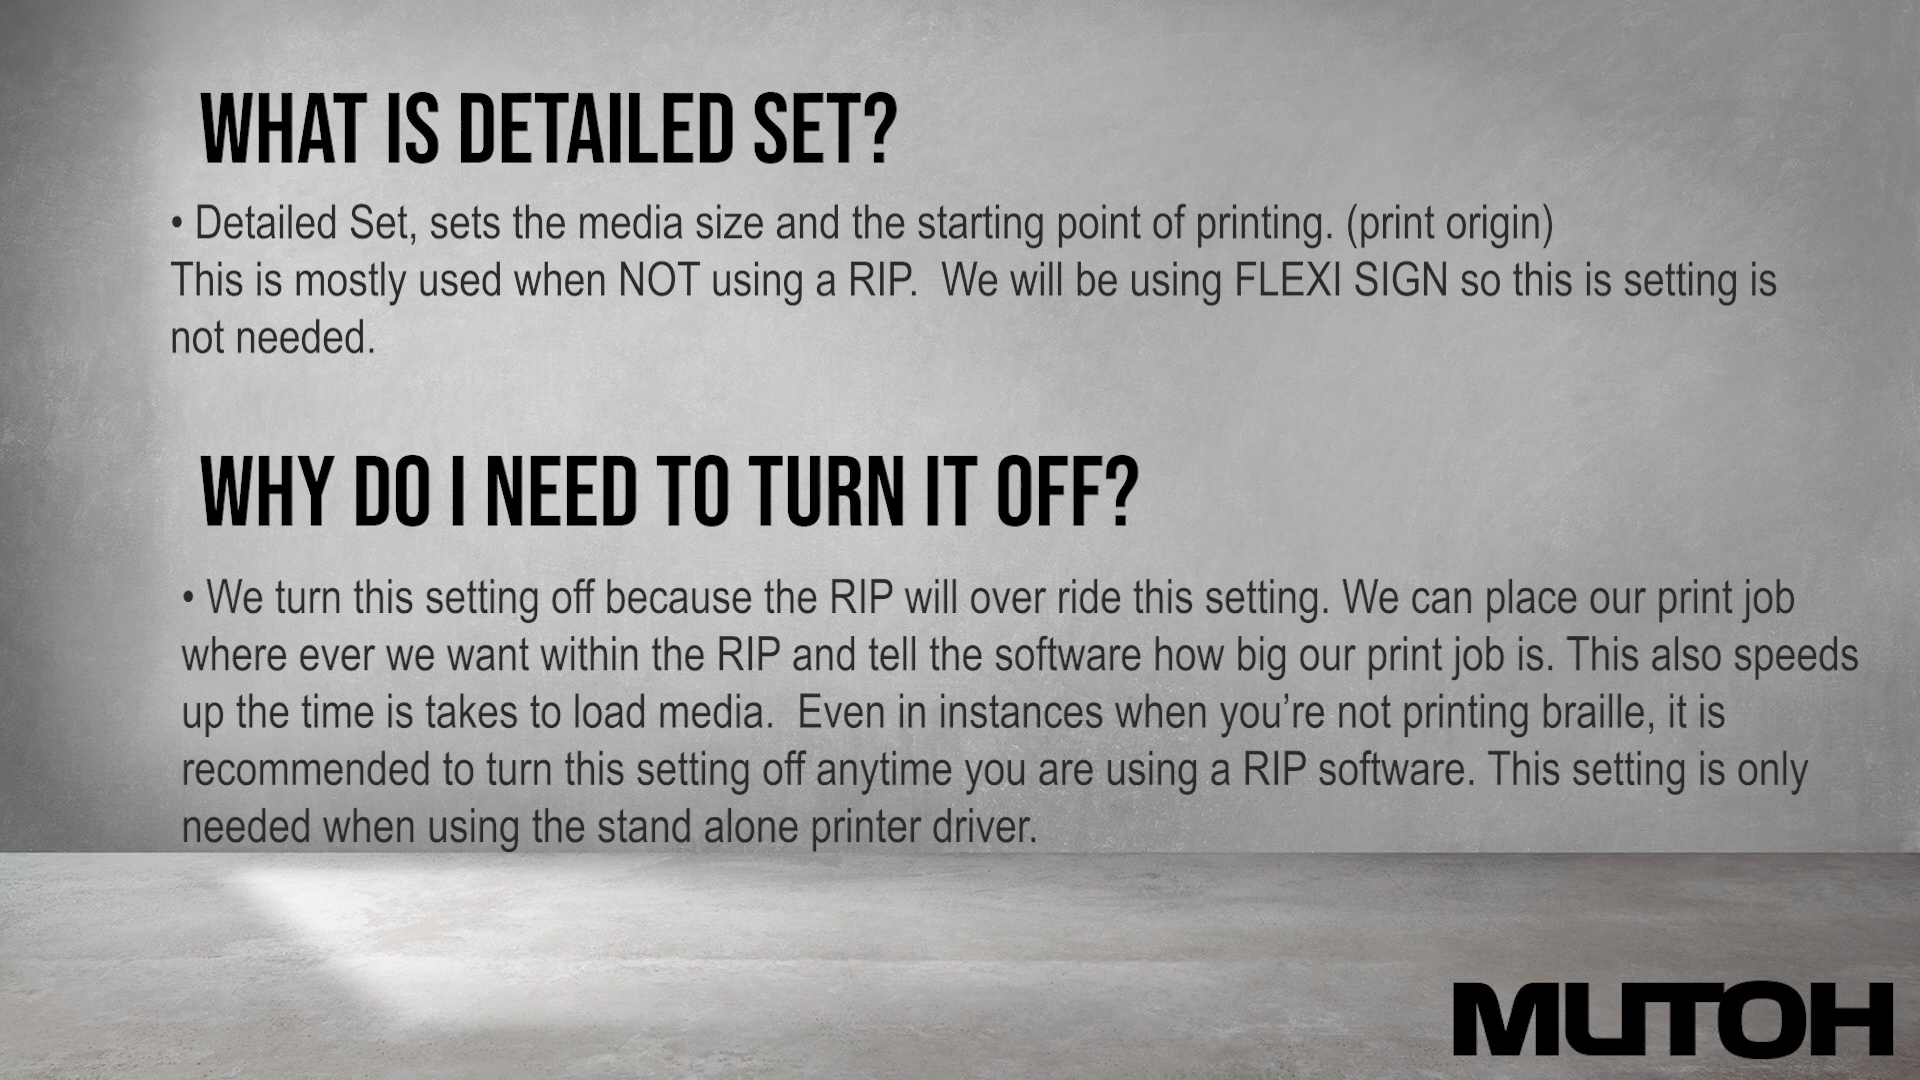 WHAT IS DETAILED SET?
• Detailed Set, sets the media size and the starting point of printing. (print origin)
This is mostly used when NOT using a RIP.  We will be using FLEXI SIGN so this is setting is
not needed.
WHY DO I NEED TO TURN IT OFF?
• We turn this setting off because the RIP will over ride this setting. We can place our print job
where ever we want within the RIP and tell the software how big our print job is. This also speeds
up the time is takes to load media.  Even in instances when you’re not printing braille, it is
recommended to turn this setting off anytime you are using a RIP software. This setting is only
needed when using the stand alone printer driver.
MUTOH